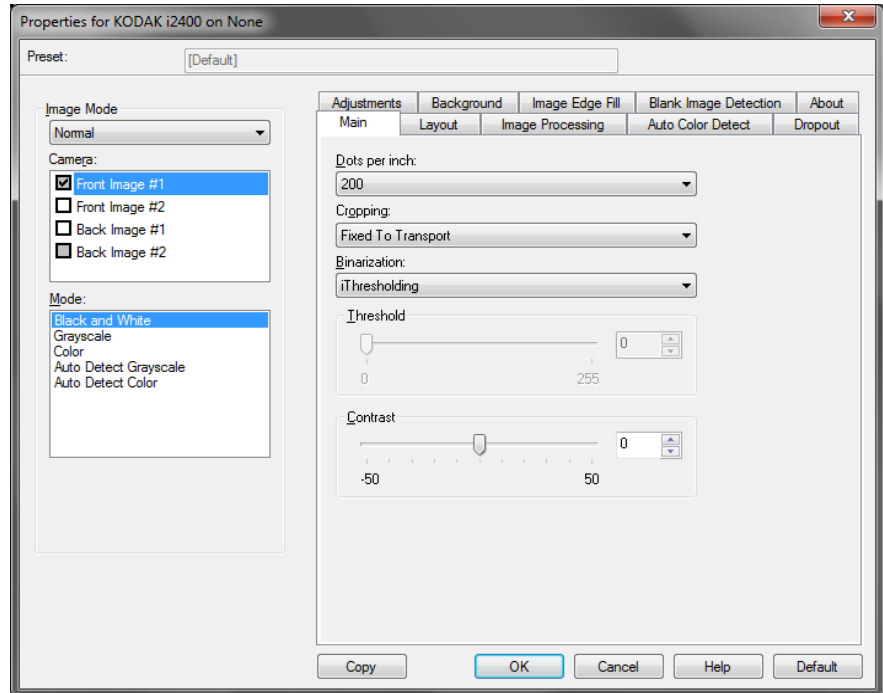 Properties for KODAK i2400 on None
Preset:
[Default]
Image Mode
Normal
Camera:
Front Image #1
Front Image #2
Back Image #1
Back Image #2
Mode:
Black and White
Grayscale
Color
Auto Detect Grayscale
Auto Detect Color
Adjustments Background Image Edge Fill Blank Image Detection About
Main Layout Image Processing Auto Color Detect Dropout
Dots per inch:
200
Cropping:
Fixed To Transport
Binarization:
iThresholding
Threshold
0
0 255
Contrast
0
-50 50
Copy OK Cancel Help Default